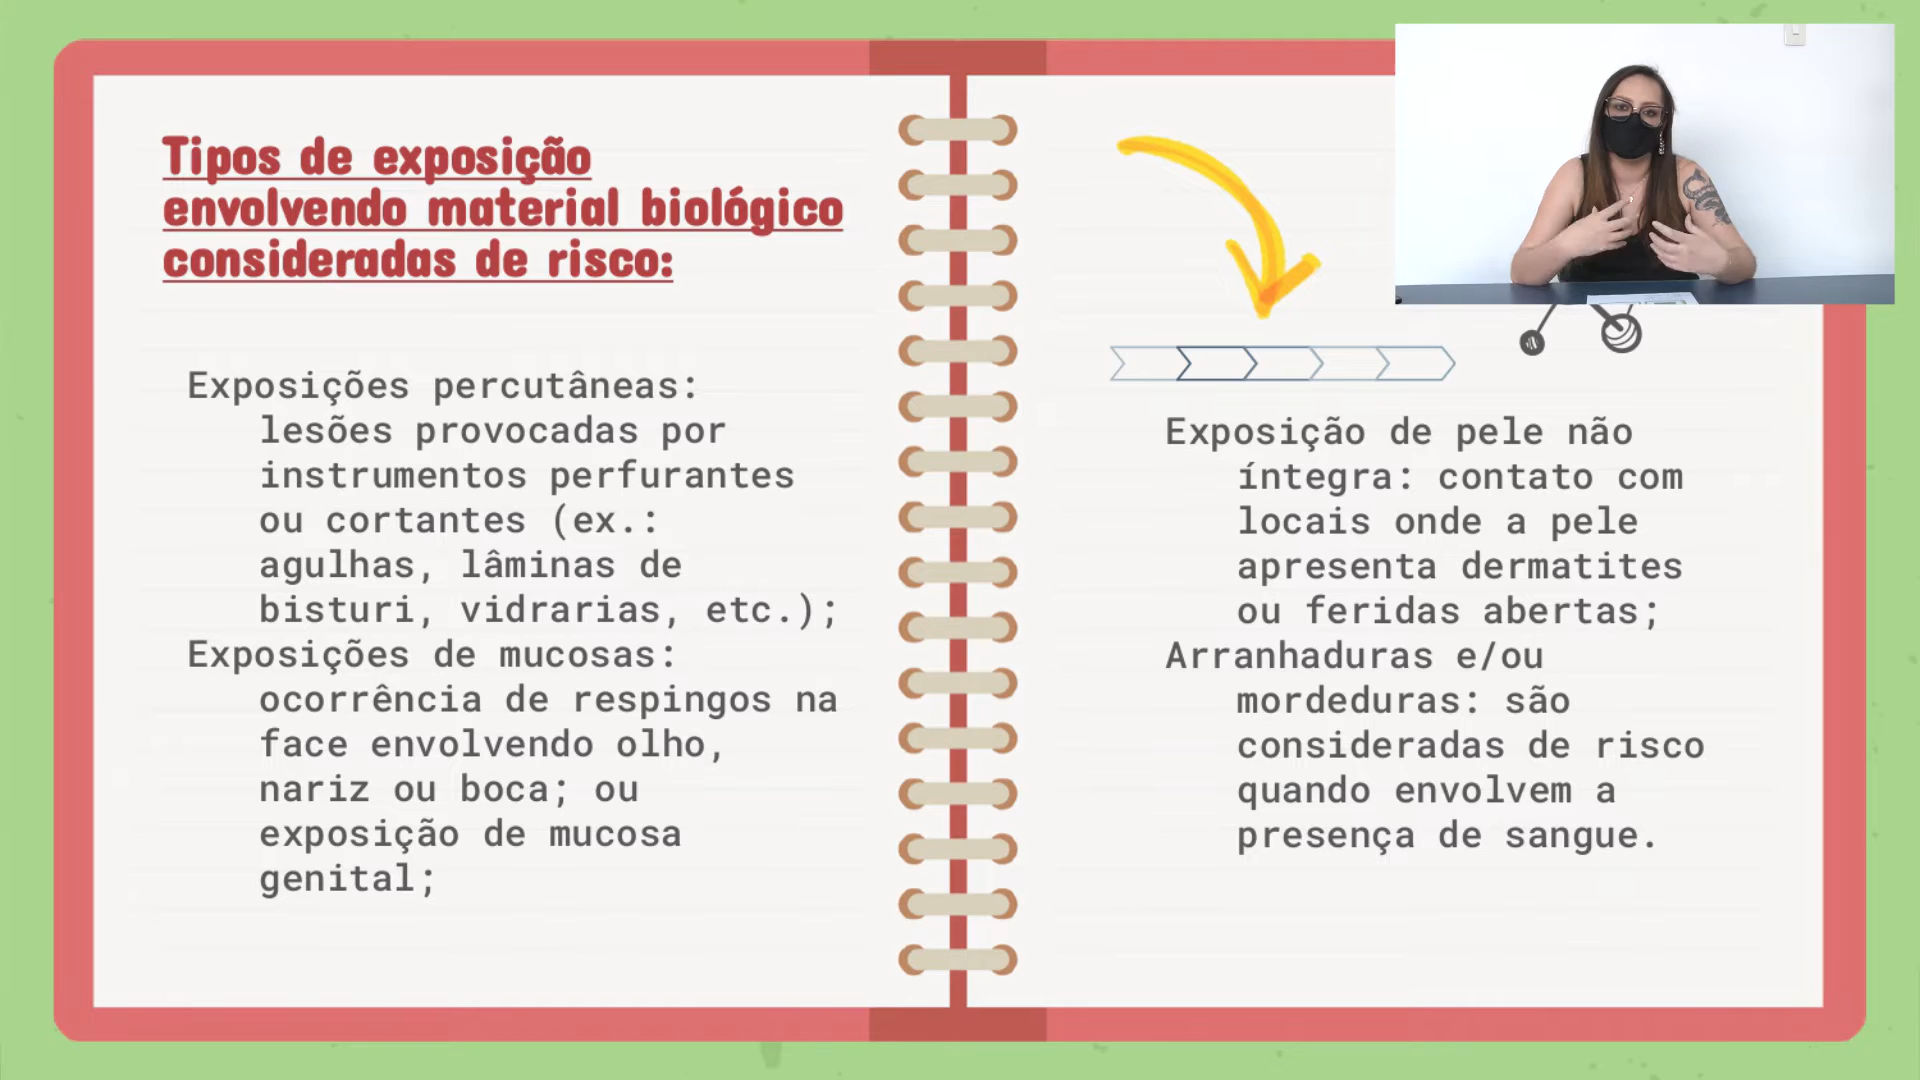 Tipos de exposição
envolvendo material biológico
consideradas de risco:
Exposições percutâneas:
lesões provocadas por
instrumentos perfurantes
ou cortantes (ex.:
agulhas, lâminas de
bisturi, vidrarias, etc.);
Exposições de mucosas:
ocorrência de respingos na
face envolvendo olho,
nariz ou boca; ou
exposição de mucosa
genital;
Exposição de pele não
íntegra: contato com
locais onde a pele
apresenta dermatites
ou feridas abertas;
Arranhaduras e/ou
mordeduras: são
consideradas de risco
quando envolvem a
presença de sangue.